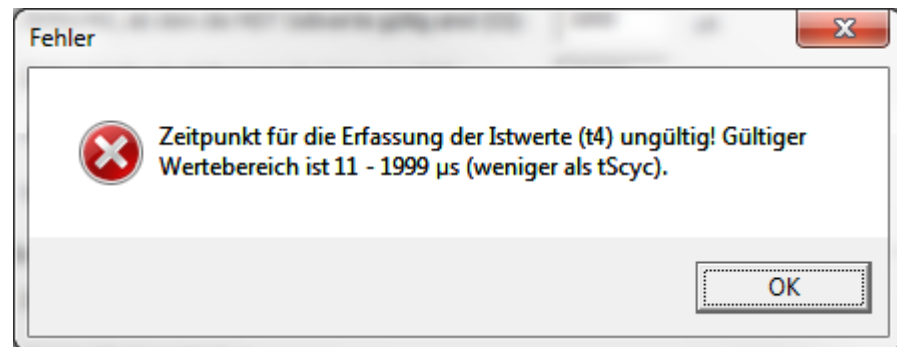 Fehler
Zeitpunkt für die Erfassung der Istwerte (t4) ungültig! Gültiger
Wertebereich ist 11 - 1999 µs (weniger als tScyc).
OK